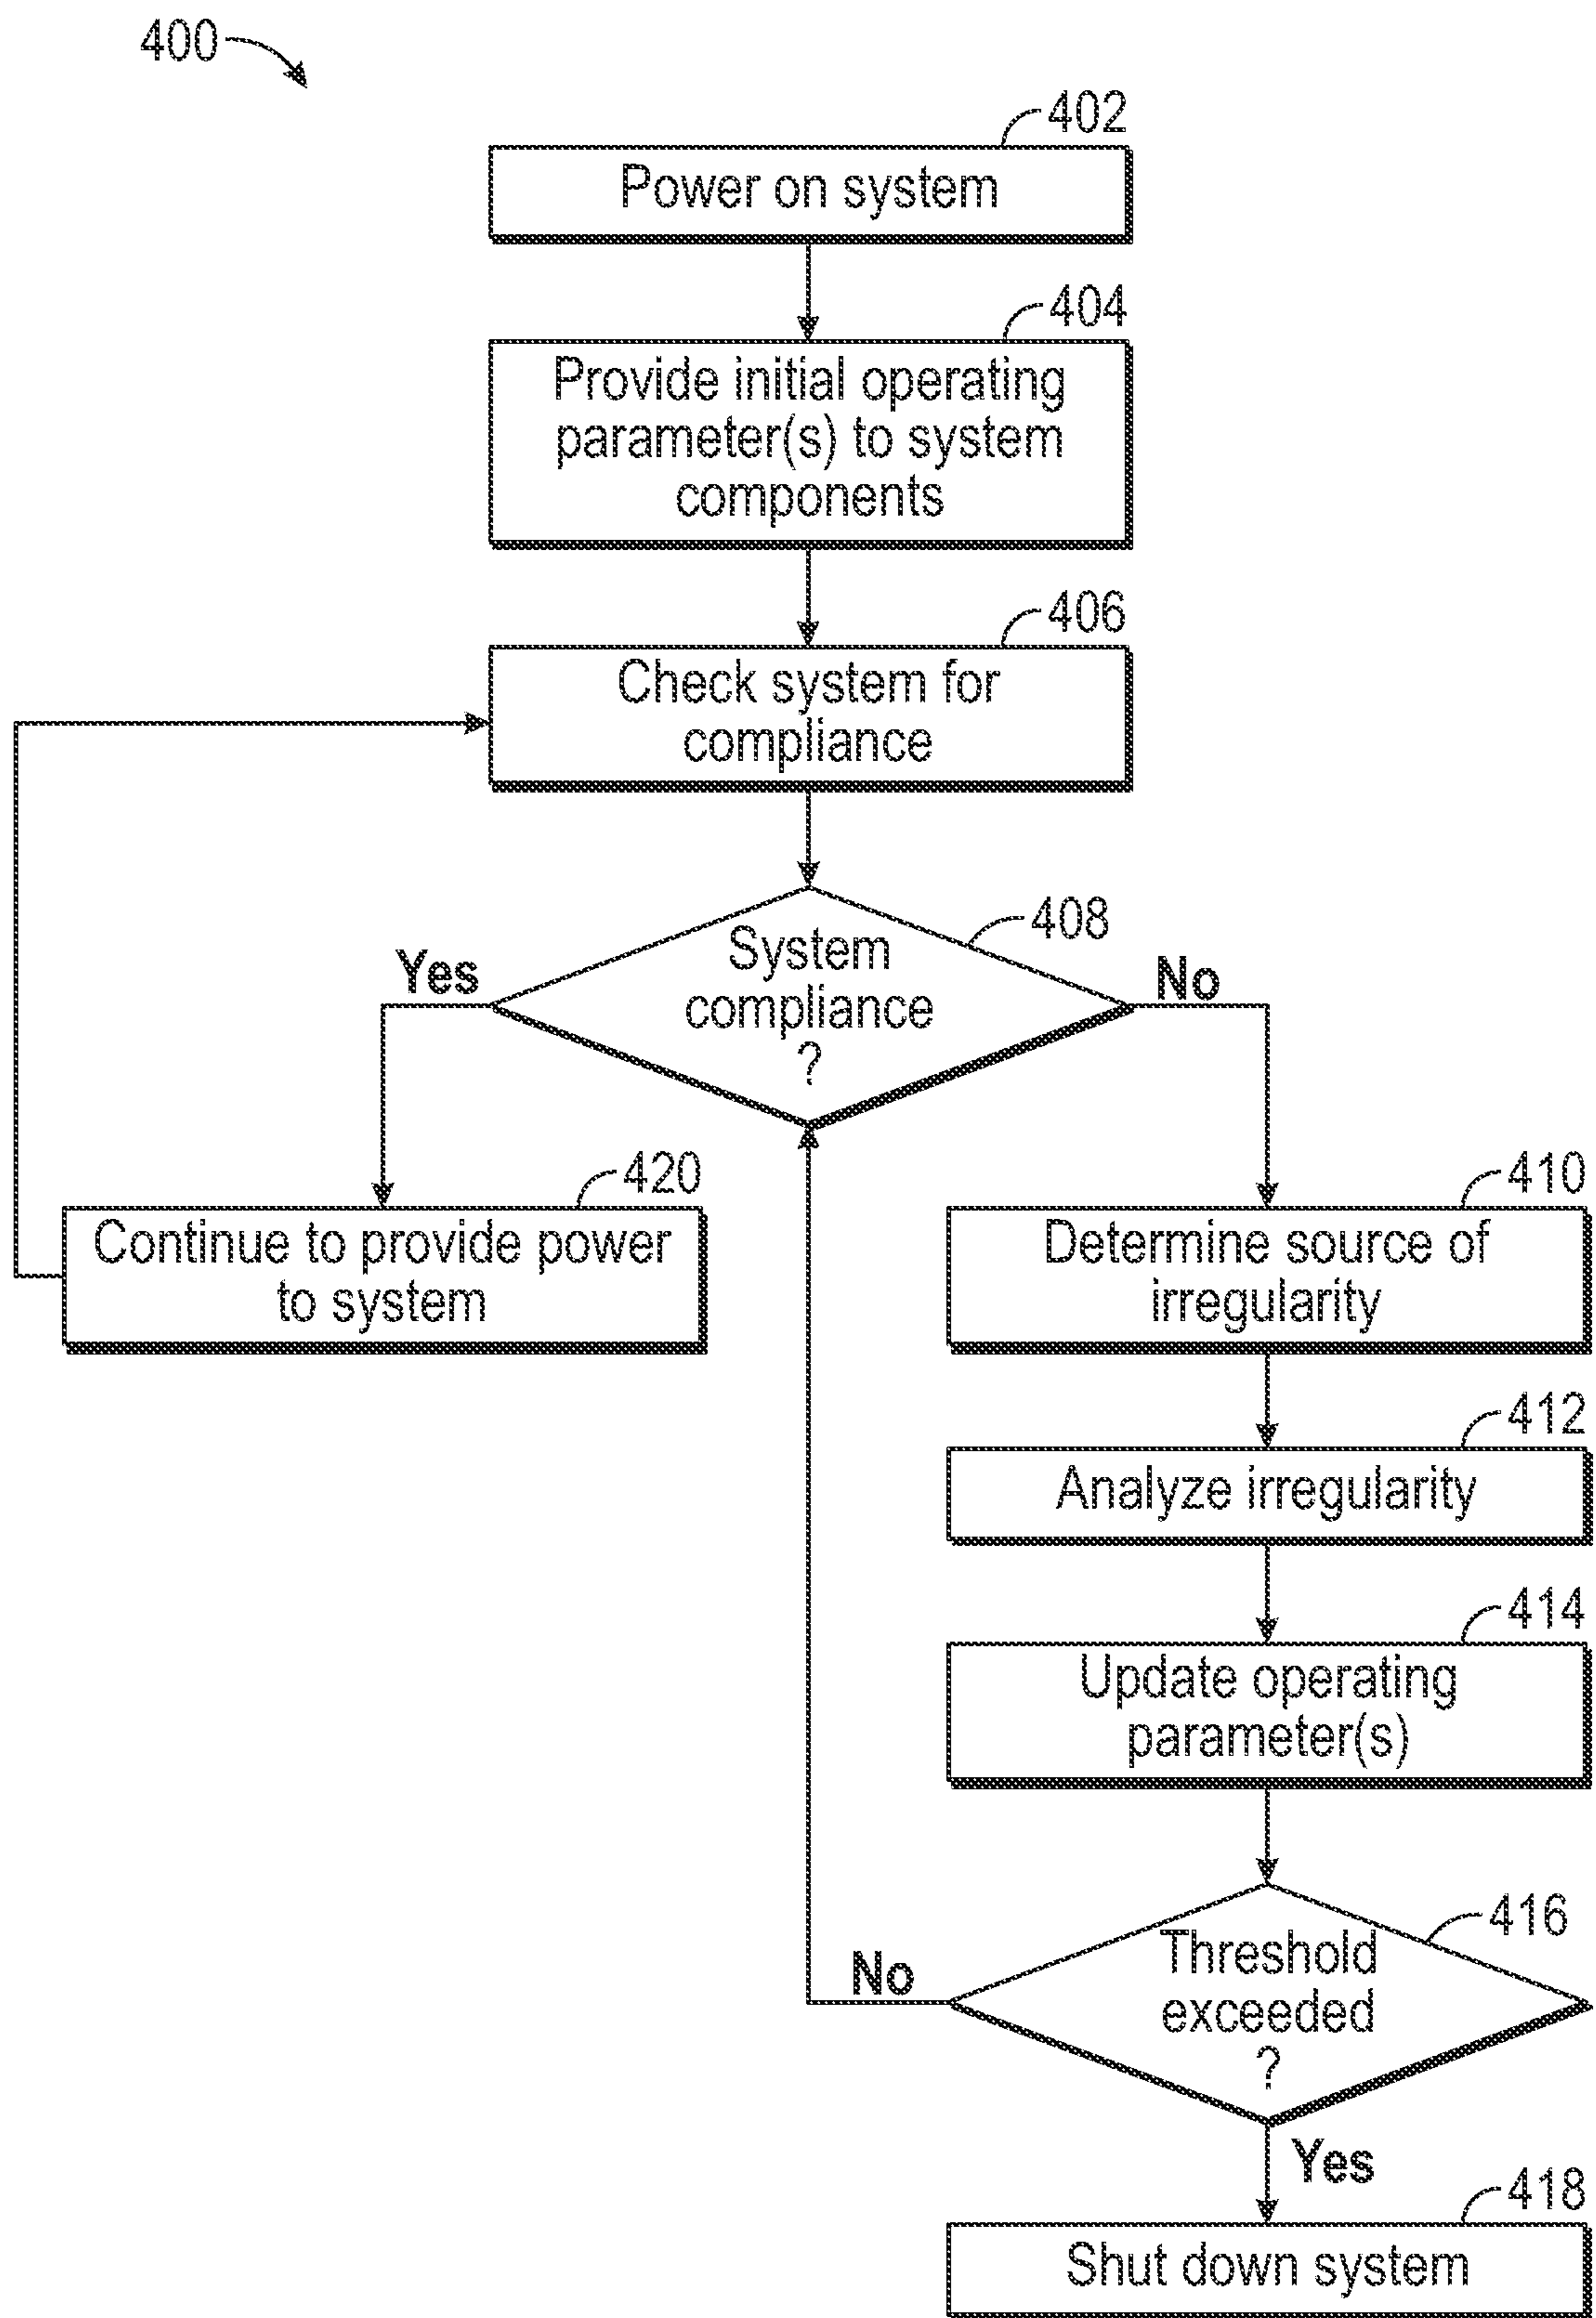 400
402
Power on system
404
Provide initial operating
parameter(s) to system
components
406
Check system for
compliance
408
System
compliance
?
Yes
No
420
Continue to provide power
to system
410
Determine source of
irregularity
412
Analyze irregularity
414
Update operating
parameter(s)
416
Threshold
exceeded
?
No
Yes
418
Shut down system